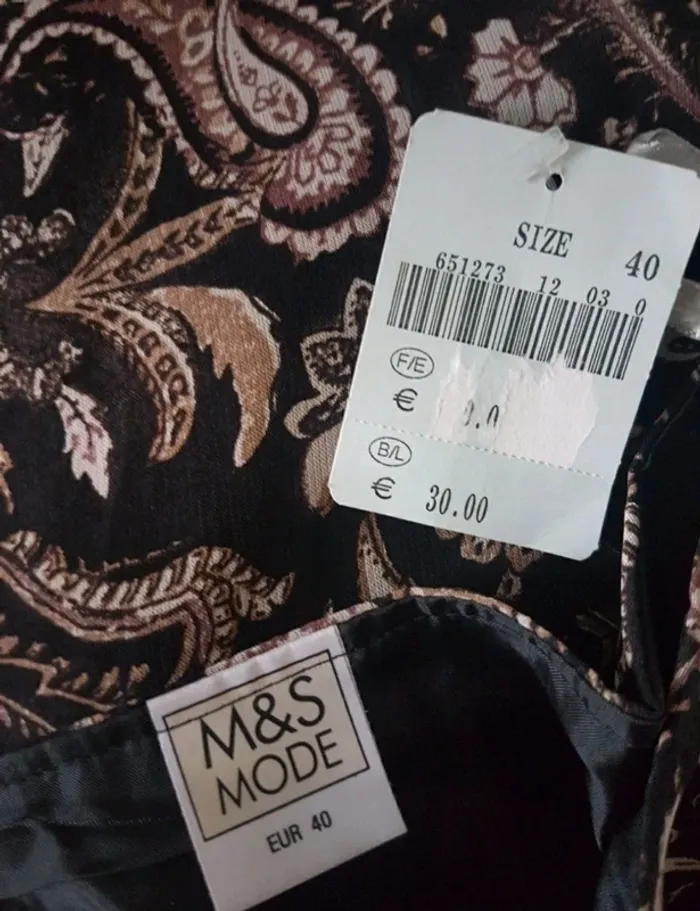 SIZE
40
651273 12 03 0
F/E
€
B/L
€ 30.00
M&S
MODE
EUR 40